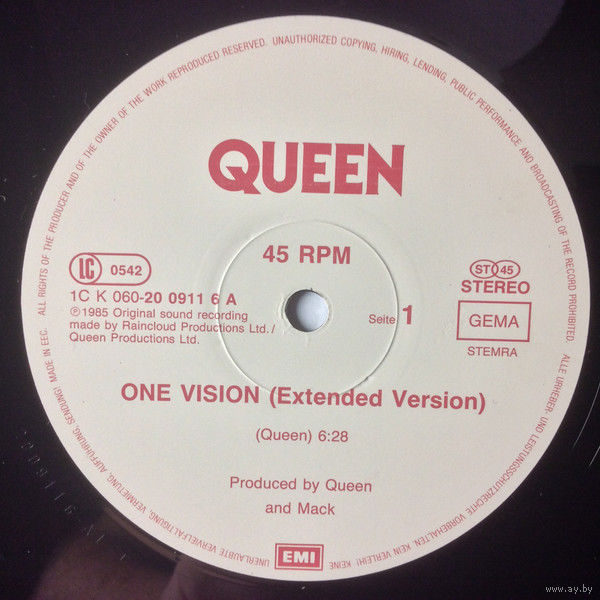 ALL RIGHTS OF THE PRODUCER AND OF THE OWNER OF THE WORK REPRODUCED RESERVED. UNAUTHORIZED COPYING, HIRING, LENDING, PUBLIC PERFORMANCE AND BROADCASTING OF THE RECORD PROHIBITED.
ALLE URHEBER- UND LEISTUNGSSCHUTZRECHTE VORBEHALTEN. KEIN VERLEIH! KEINE UNERLAUBTE VERVIELFÄLTIGUNG, VERMIETUNG, AUFFÜHRUNG, SENDUNG! MADE IN EEC.
QUEEN
45 RPM
LC 0542
ST 45
STEREO
1C K 060-20 0911 6 A
℗1985 Original sound recording
made by Raincloud Productions Ltd./
Queen Productions Ltd.
Seite 1
GEMA
STEMRA
ONE VISION (Extended Version)
(Queen) 6:28
Produced by Queen
and Mack
EMI
www.ay.by